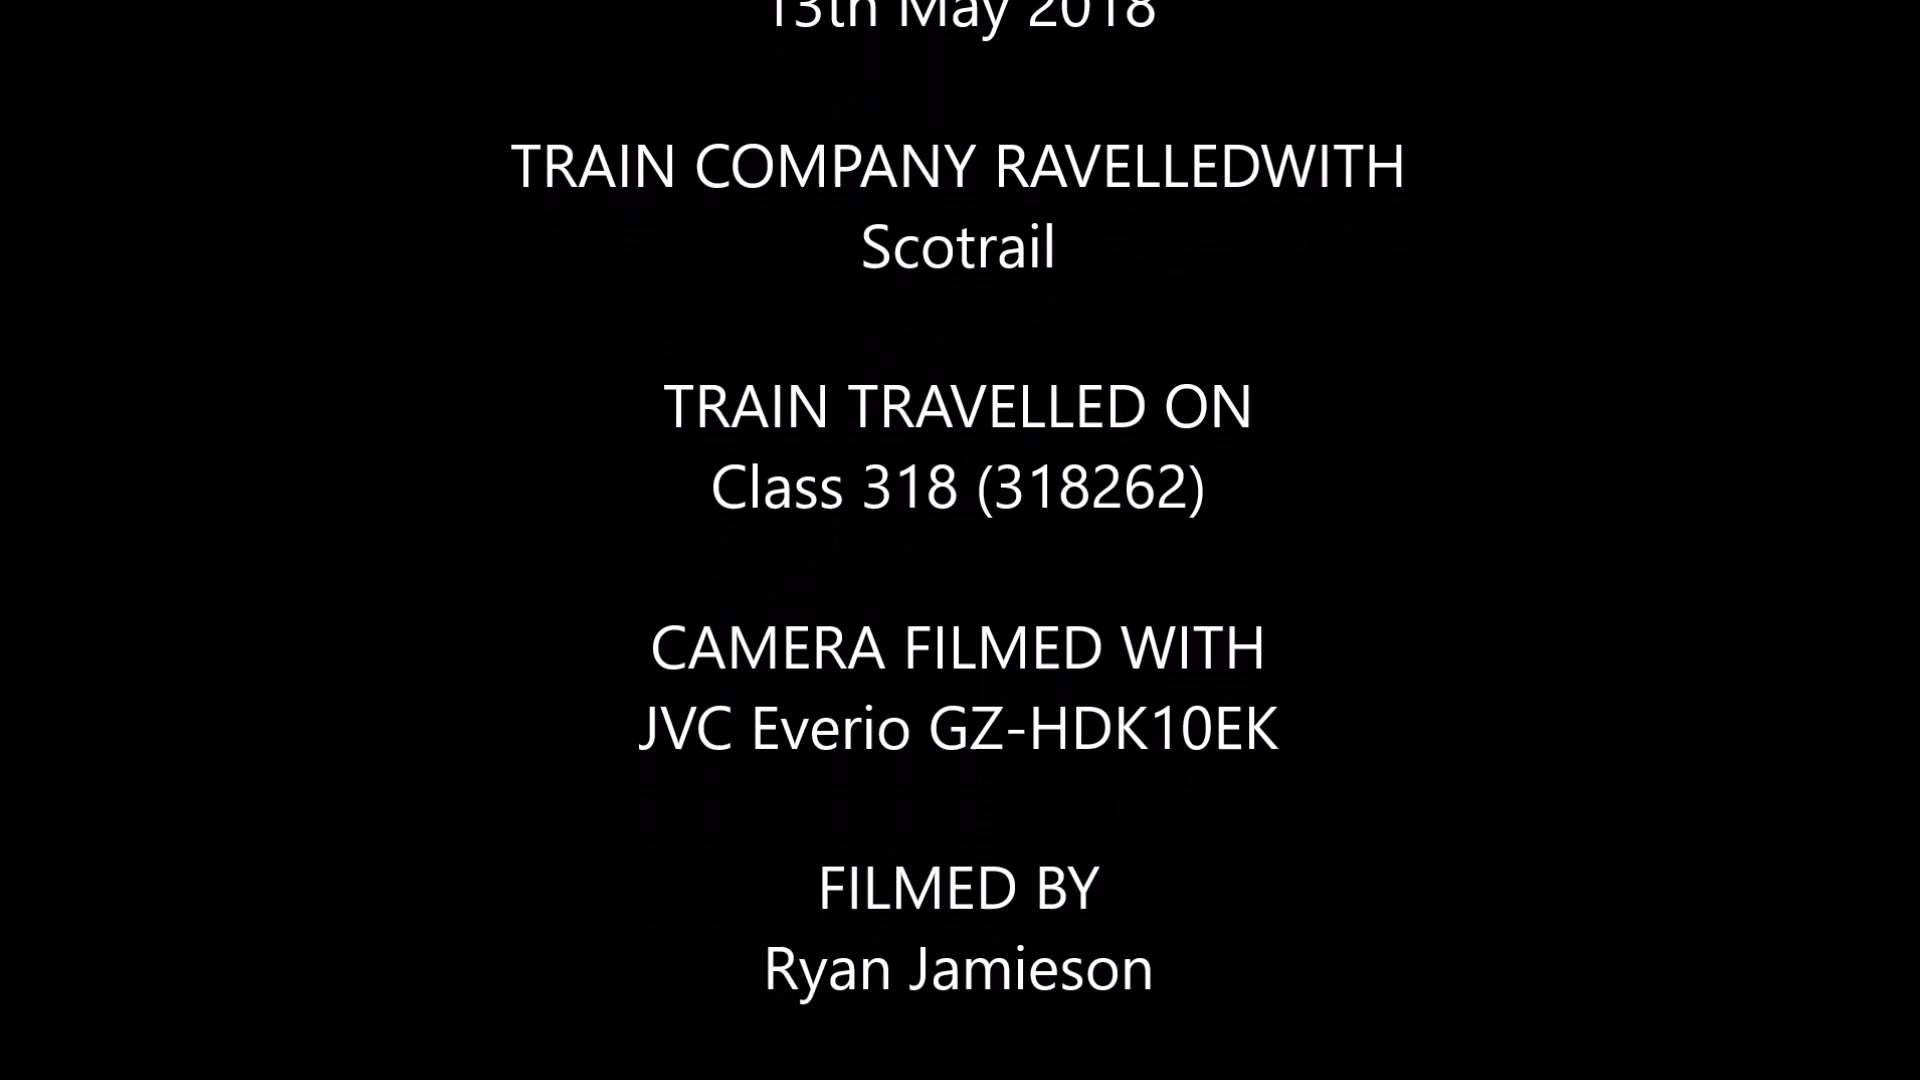 13th May 2018
TRAIN COMPANY RAVELLEDWITH
Scotrail
TRAIN TRAVELLED ON
Class 318 (318262)
CAMERA FILMED WITH
JVC Everio GZ-HDK10EK
FILMED BY
Ryan Jamieson